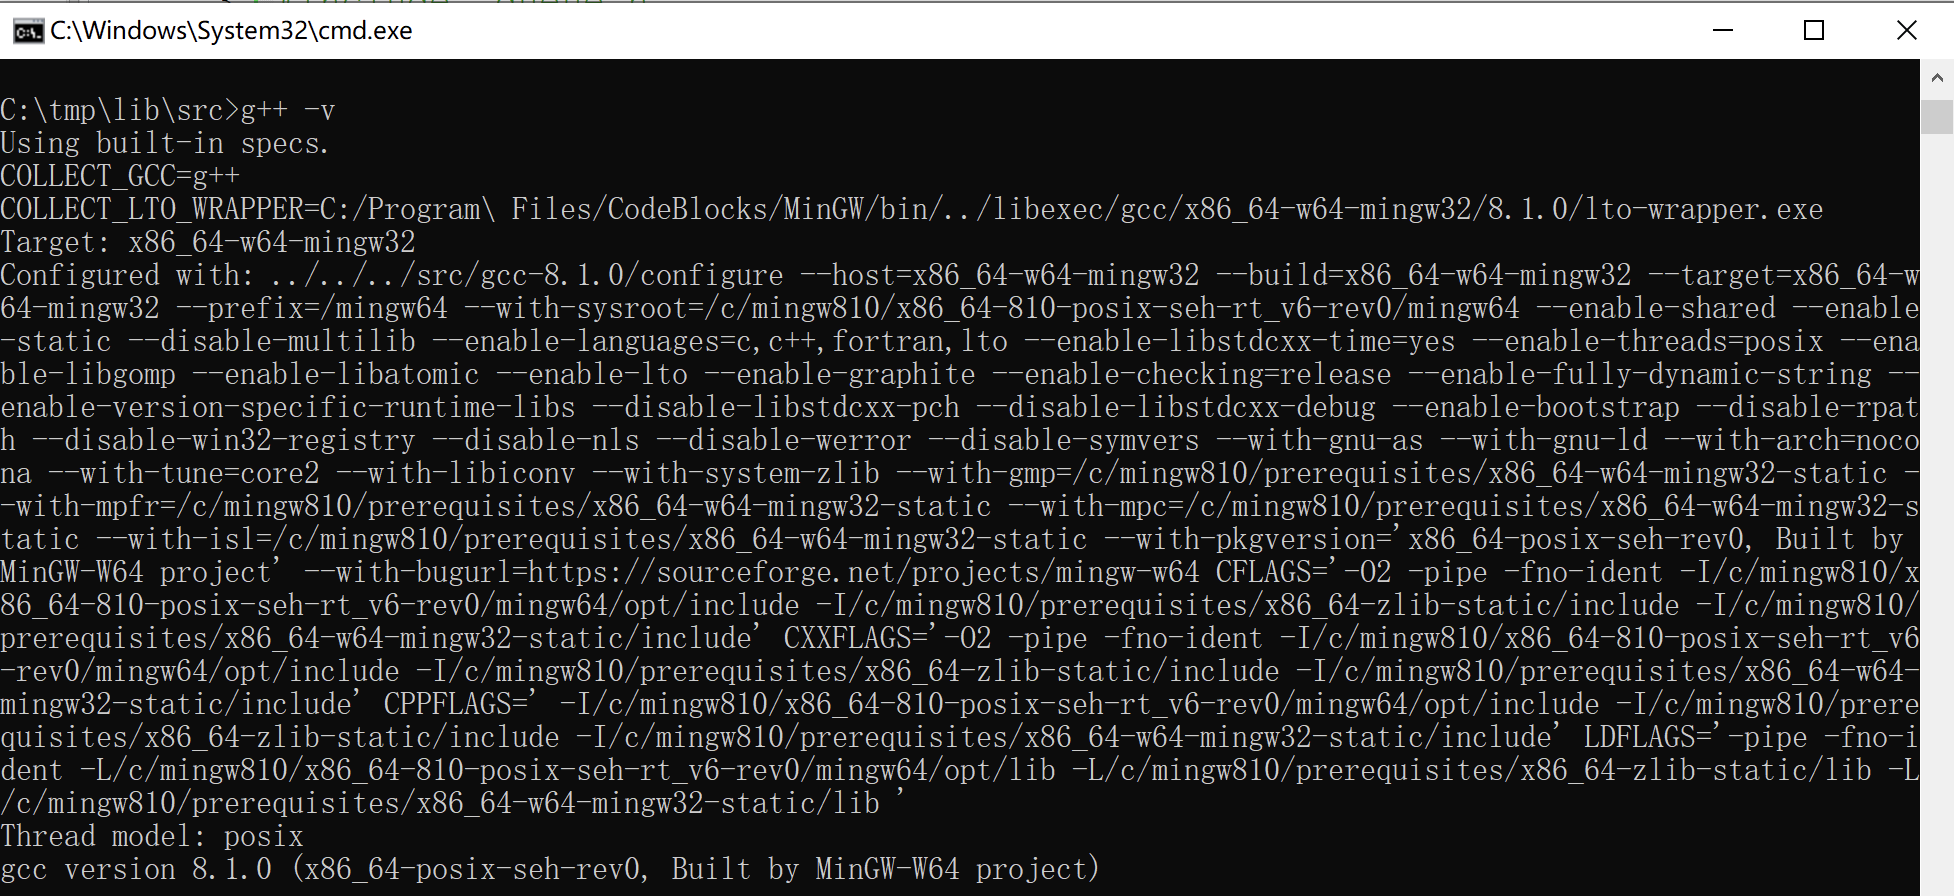 C:\Windows\System32\cmd.exe
C:\tmp\lib\src>g++ -v
Using built-in specs.
COLLECT_GCC=g++
COLLECT_LTO_WRAPPER=C:/Program\ Files/CodeBlocks/MinGW/bin/../libexec/gcc/x86_64-w64-mingw32/8.1.0/lto-wrapper.exe
Target: x86_64-w64-mingw32
Configured with: ../../../src/gcc-8.1.0/configure --host=x86_64-w64-mingw32 --build=x86_64-w64-mingw32 --target=x86_64-w
64-mingw32 --prefix=/mingw64 --with-sysroot=/c/mingw810/x86_64-810-posix-seh-rt_v6-rev0/mingw64 --enable-shared --enable
-static --disable-multilib --enable-languages=c,c++,fortran,lto --enable-libstdcxx-time=yes --enable-threads=posix --ena
ble-libgomp --enable-libatomic --enable-lto --enable-graphite --enable-checking=release --enable-fully-dynamic-string --
enable-version-specific-runtime-libs --disable-libstdcxx-pch --disable-libstdcxx-debug --enable-bootstrap --disable-rpat
h --disable-win32-registry --disable-nls --disable-werror --disable-symvers --with-gnu-as --with-gnu-ld --with-arch=noco
na --with-tune=core2 --with-libiconv --with-system-zlib --with-gmp=/c/mingw810/prerequisites/x86_64-w64-mingw32-static -
-with-mpfr=/c/mingw810/prerequisites/x86_64-w64-mingw32-static --with-mpc=/c/mingw810/prerequisites/x86_64-w64-mingw32-s
tatic --with-isl=/c/mingw810/prerequisites/x86_64-w64-mingw32-static --with-pkgversion='x86_64-posix-seh-rev0, Built by
MinGW-W64 project' --with-bugurl=https://sourceforge.net/projects/mingw-w64 CFLAGS='-O2 -pipe -fno-ident -I/c/mingw810/x
86_64-810-posix-seh-rt_v6-rev0/mingw64/opt/include -I/c/mingw810/prerequisites/x86_64-zlib-static/include -I/c/mingw810/
prerequisites/x86_64-w64-mingw32-static/include' CXXFLAGS='-O2 -pipe -fno-ident -I/c/mingw810/x86_64-810-posix-seh-rt_v6
-rev0/mingw64/opt/include -I/c/mingw810/prerequisites/x86_64-zlib-static/include -I/c/mingw810/prerequisites/x86_64-w64-
mingw32-static/include' CPPFLAGS=' -I/c/mingw810/x86_64-810-posix-seh-rt_v6-rev0/mingw64/opt/include -I/c/mingw810/prere
quisites/x86_64-zlib-static/include -I/c/mingw810/prerequisites/x86_64-w64-mingw32-static/include' LDFLAGS='-pipe -fno-i
dent -L/c/mingw810/x86_64-810-posix-seh-rt_v6-rev0/mingw64/opt/lib -L/c/mingw810/prerequisites/x86_64-zlib-static/lib -L
/c/mingw810/prerequisites/x86_64-w64-mingw32-static/lib '
Thread model: posix
gcc version 8.1.0 (x86_64-posix-seh-rev0, Built by MinGW-W64 project)